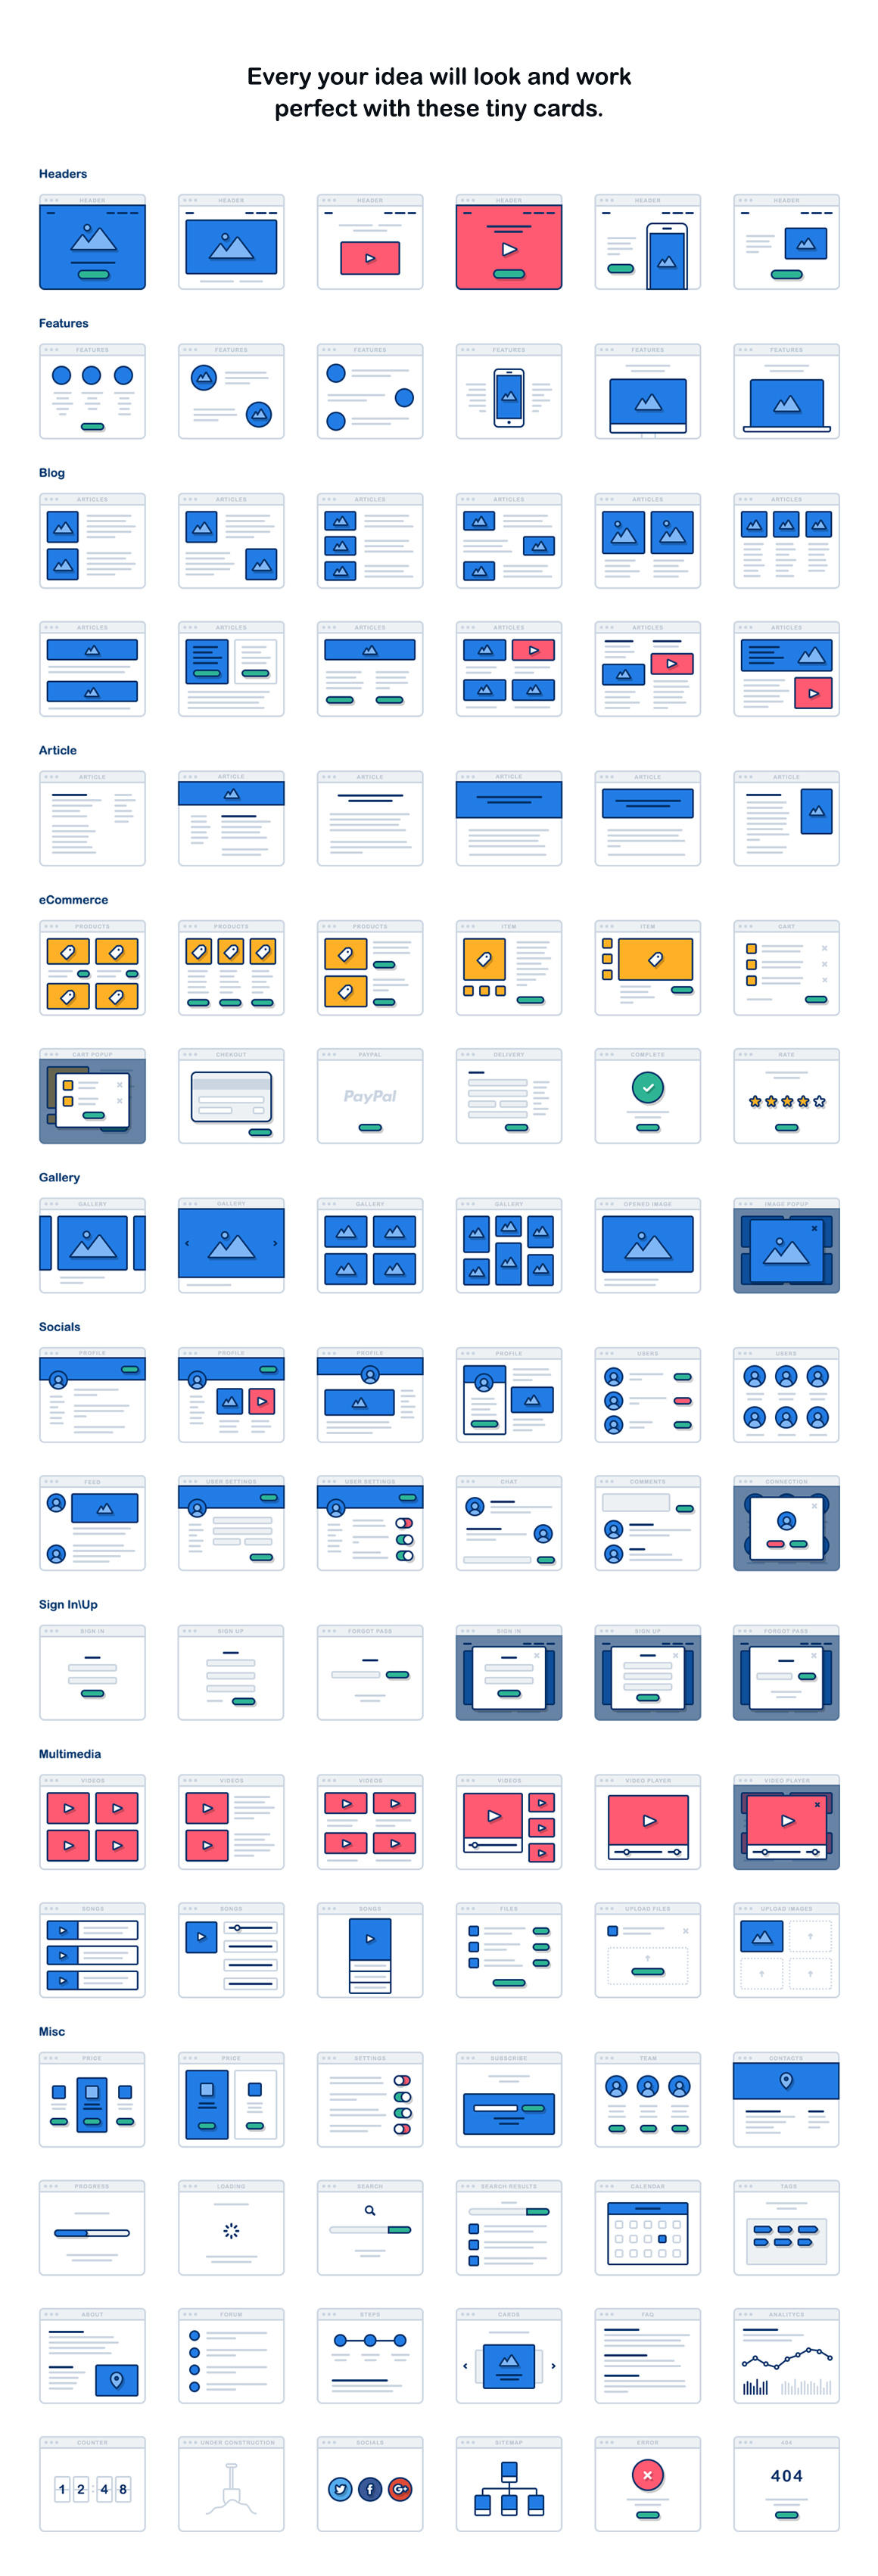 Every your idea will look and work
perfect with these tiny cards.
Headers
HEADER HEADER HEADER HEADER HEADER HEADER
Features
FEATURES FEATURES FEATURES FEATURES FEATURES FEATURES
Blog
ARTICLES ARTICLES ARTICLES ARTICLES ARTICLES ARTICLES
ARTICLES ARTICLES ARTICLES ARTICLES ARTICLES ARTICLES
Article
ARTICLE ARTICLE ARTICLE ARTICLE ARTICLE ARTICLE
eCommerce
PRODUCTS PRODUCTS PRODUCTS ITEM ITEM CART
CART POPUP CHEKOUT PAYPAL DELIVERY COMPLETE RATE
PayPal
Gallery
GALLERY GALLERY GALLERY GALLERY OPENED IMAGE IMAGE POPUP
Socials
PROFILE PROFILE PROFILE PROFILE USERS USERS
FEED USER SETTINGS USER SETTINGS CHAT COMMENTS CONNECTION
Sign In\Up
SIGN IN SIGN UP FORGOT PASS SIGN IN SIGN UP FORGOT PASS
Multimedia
VIDEOS VIDEOS VIDEOS VIDEOS VIDEO PLAYER VIDEO PLAYER
SONGS SONGS SONGS FILES UPLOAD FILES UPLOAD IMAGES
Misc
PRICE PRICE SETTINGS SUBSCRIBE TEAM CONTACTS
PROGRESS LOADING SEARCH SEARCH RESULTS CALENDAR TAGS
ABOUT FORUM STEPS CARDS FAQ ANALITYCS
COUNTER UNDER CONSTRUCTION SOCIALS SITEMAP ERROR 404
12:48 f G+ 404